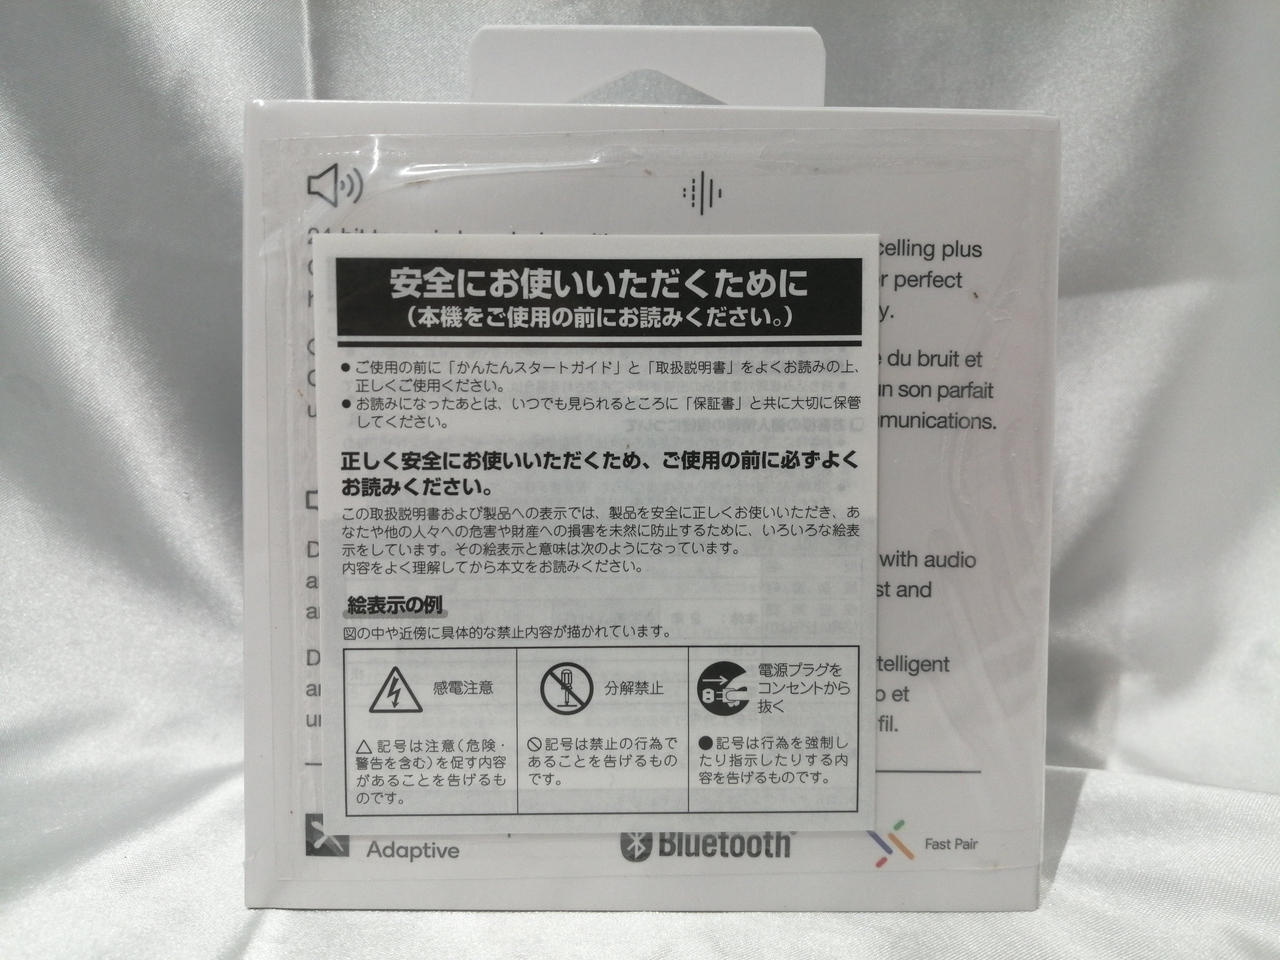 安全にお使いいただくために
（本機をご使用の前にお読みください。）
● ご使用の前に「かんたんスタートガイド」と「取扱説明書」をよくお読みの上、
正しくご使用ください。
● お読みになったあとは、いつでも見られるところに「保証書」と共に大切に保管
してください。
正しく安全にお使いいただくため、ご使用の前に必ずよく
お読みください。
この取扱説明書および製品への表示では、製品を安全に正しくお使いいただき、あ
なたや他の人々への危害や財産への損害を未然に防止するために、いろいろな絵表
示をしています。その絵表示と意味は次のようになっています。
内容をよく理解してから本文をお読みください。
絵表示の例
図の中や近傍に具体的な禁止内容が描かれています。
感電注意
△記号は注意（危険・
警告を含む）を促す内容
があることを告げるも
のです。
分解禁止
記号は禁止の行為で
あることを告げるもの
です。
電源プラグを
コンセントから
抜く
●記号は行為を強制し
たり指示したりする内
容を告げるものです。
celling plus
perfect
du bruit et
un son parfait
munications.
with audio
and
telligent
et
fil.
Adaptive
Bluetooth
Fast Pair